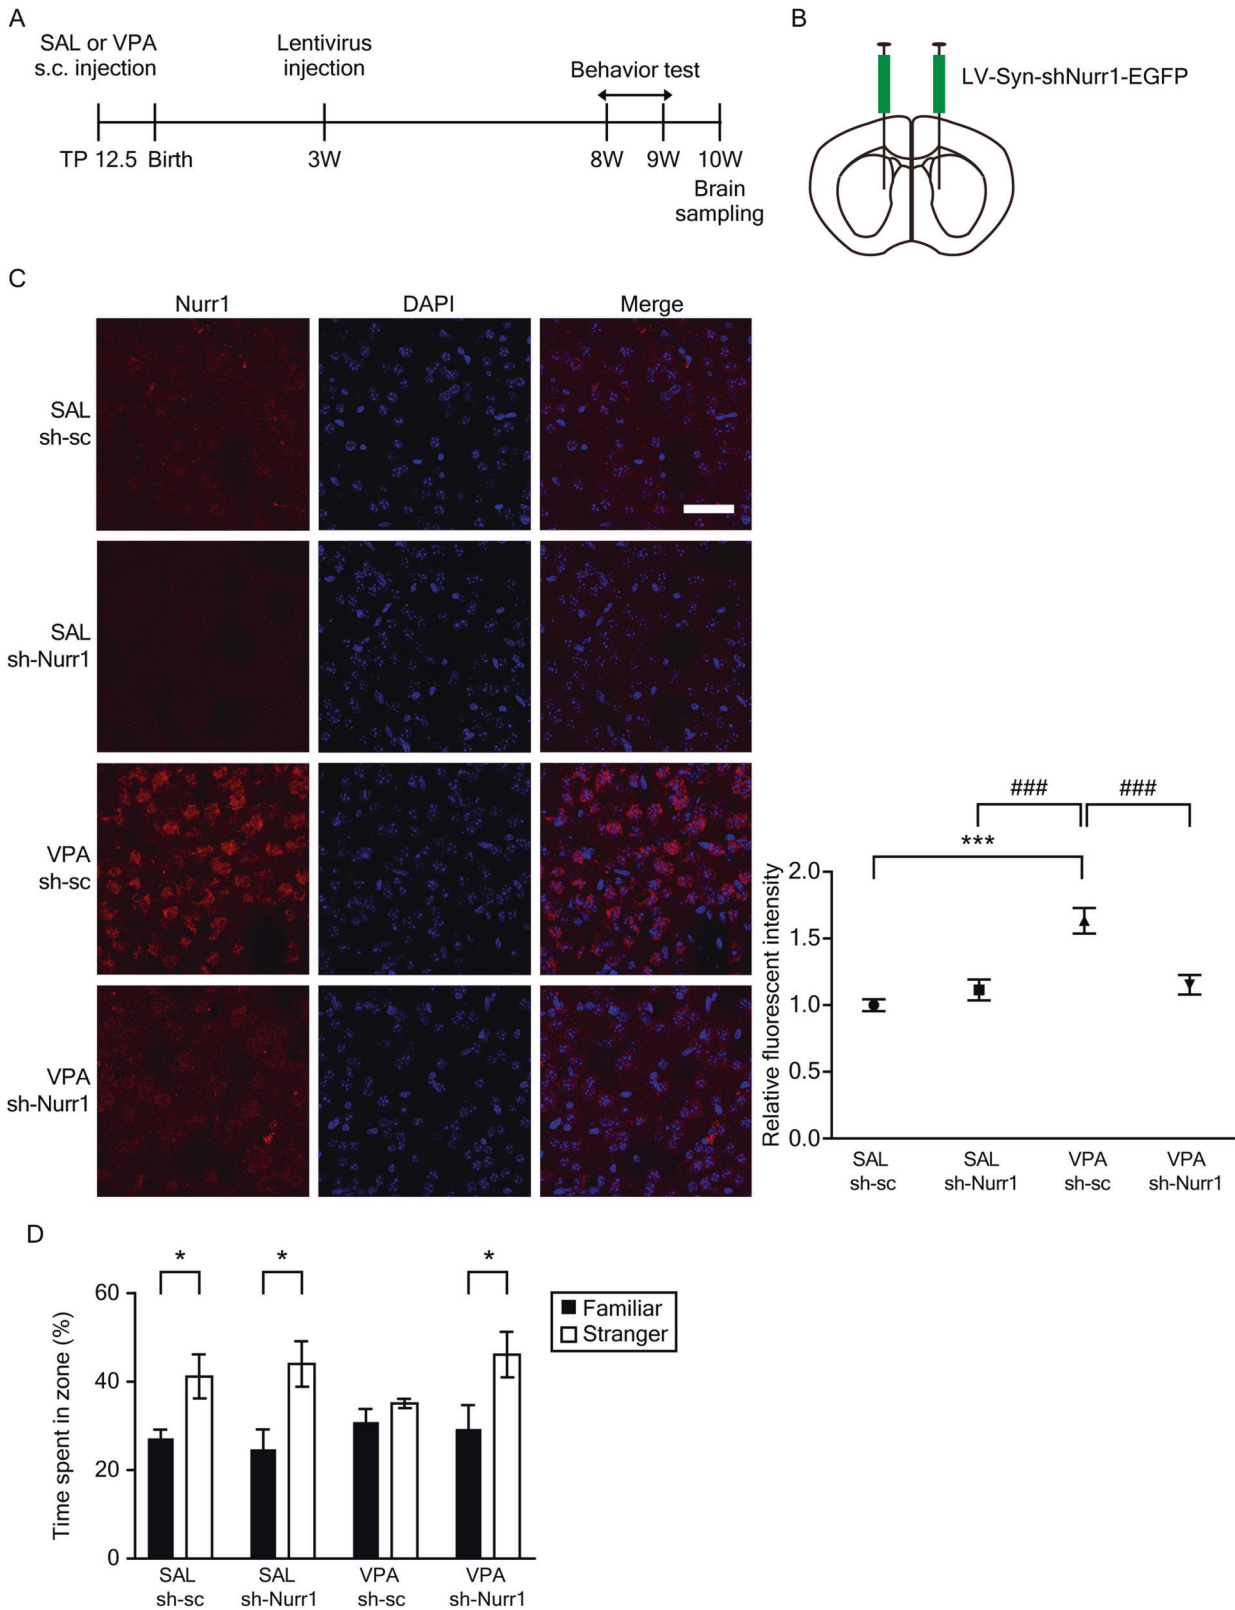 A
SAL or VPA
s.c. injection
Lentivirus
injection
Behavior test
TP 12.5
Birth
3W
8W
9W
10W
Brain
sampling
B
LV-Syn-shNurr1-EGFP
C
Nurr1
DAPI
Merge
SAL
sh-sc
SAL
sh-Nurr1
VPA
sh-sc
VPA
sh-Nurr1
###
###
***
Relative fluorescent intensity
2.0
1.5
1.0
0.5
0.0
SAL
sh-sc
SAL
sh-Nurr1
VPA
sh-sc
VPA
sh-Nurr1
D
*
*
*
Time spent in zone (%)
60
40
20
0
Familiar
Stranger
SAL
sh-sc
SAL
sh-Nurr1
VPA
sh-sc
VPA
sh-Nurr1